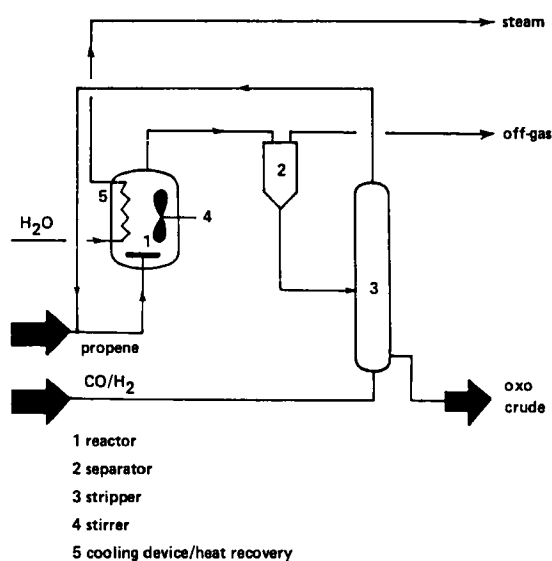 steam
off-gas
2
5
4
H2O
1
3
propene
CO/H2
oxo
crude
1 reactor
2 separator
3 stripper
4 stirrer
5 cooling device/heat recovery